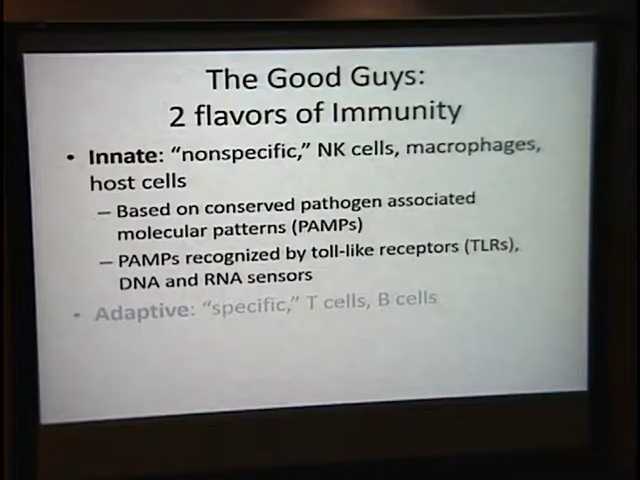 The Good Guys:
2 flavors of Immunity
• Innate: “nonspecific,” NK cells, macrophages,
host cells
– Based on conserved pathogen associated
molecular patterns (PAMPs)
– PAMPs recognized by toll-like receptors (TLRs),
DNA and RNA sensors
• Adaptive: “specific,” T cells, B cells